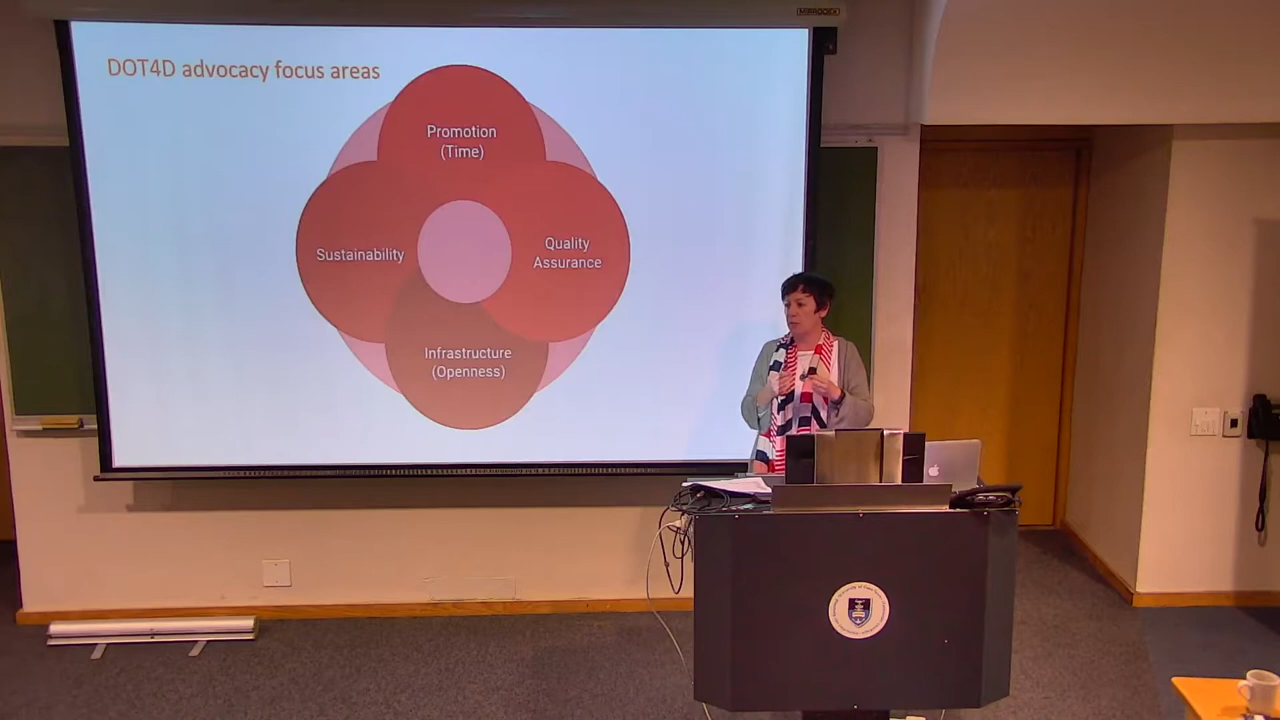 DOT4D advocacy focus areas
Promotion
(Time)
Sustainability
Quality
Assurance
Infrastructure
(Openness)